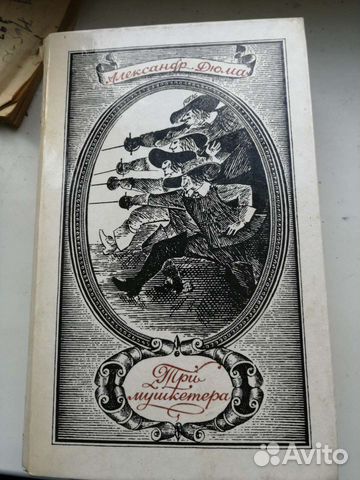 Александр Дюма
Три
мушкетера
Avito